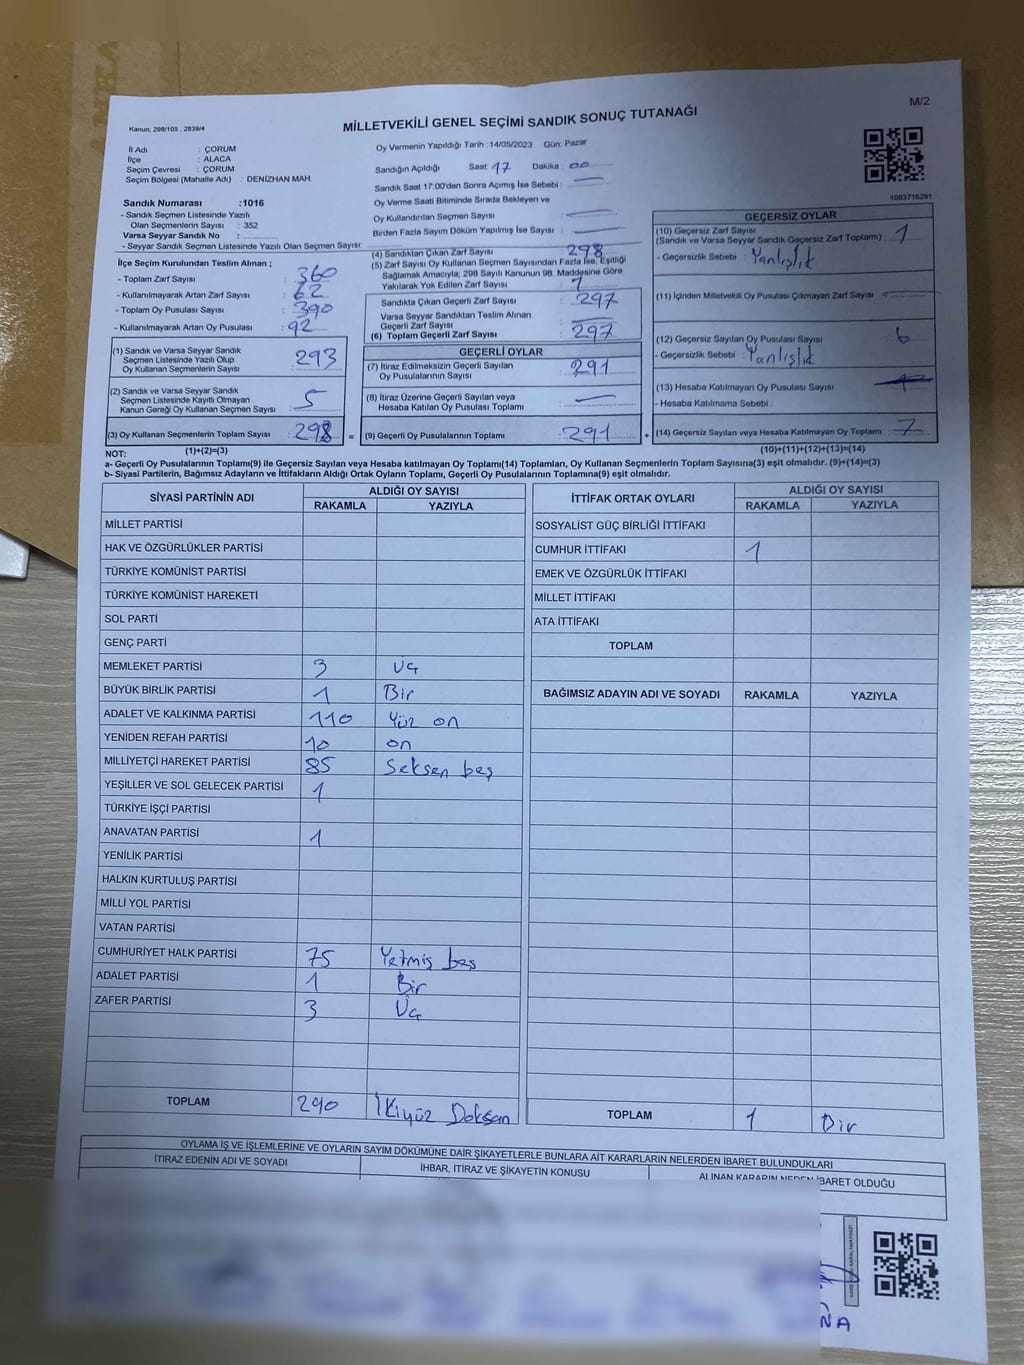 M/2
Kanun; 298/105 , 2839/4
MİLLETVEKİLİ GENEL SEÇİMİ SANDIK SONUÇ TUTANAĞI
İl Adı : ÇORUM
İlçe : ALACA
Seçim Çevresi : ÇORUM
Seçim Bölgesi (Mahalle Adı) : DENİZHAN MAH.
Sandık Numarası :1016
- Sandık Seçmen Listesinde Yazılı
Olan Seçmenlerin Sayısı : 352
Varsa Seyyar Sandık No :
- Seyyar Sandık Seçmen Listesinde Yazılı Olan Seçmen Sayısı:
İlçe Seçim Kurulundan Teslim Alınan ;
- Toplam Zarf Sayısı : 360
- Kullanılmayarak Artan Zarf Sayısı : 62
- Toplam Oy Pusulası Sayısı : 390
- Kullanılmayarak Artan Oy Pusulası : 92
(1) Sandık ve Varsa Seyyar Sandık
Seçmen Listesinde Yazılı Olup
Oy Kullanan Seçmenlerin Sayısı : 293
(2) Sandık ve Varsa Seyyar Sandık
Seçmen Listesinde Kayıtlı Olmayan
Kanun Gereği Oy Kullanan Seçmen Sayısı : 5
(3) Oy Kullanan Seçmenlerin Toplam Sayısı : 298
Oy Vermenin Yapıldığı Tarih :14/05/2023 Gün: Pazar
Sandığın Açıldığı Saat: 17 Dakika : 00
Sandık Saat 17:00'den Sonra Açımış İse Sebebi : —
Oy Verme Saati Bitiminde Sırada Bekleyen ve
Oy Kullandırılan Seçmen Sayısı : —
Birden Fazla Sayım Döküm Yapılmış İse Sayısı : —
(4) Sandıktan Çıkan Zarf Sayısı : 298
(5) Zarf Sayısı Oy Kullanan Seçmen Sayısından Fazla İse, Eşitliği
Sağlamak Amacıyla; 298 Sayılı Kanunun 98. Maddesine Göre
Yakılarak Yok Edilen Zarf Sayısı : 1
Sandıkta Çıkan Geçerli Zarf Sayısı : 297
Varsa Seyyar Sandıktan Teslim Alınan
Geçerli Zarf Sayısı : —
(6) Toplam Geçerli Zarf Sayısı : 297
GEÇERLİ OYLAR
(7) İtiraz Edilmeksizin Geçerli Sayılan
Oy Pusulalarının Sayısı : 291
(8) İtiraz Üzerine Geçerli Sayılan veya
Hesaba Katılan Oy Pusulası Toplamı : —
= (9) Geçerli Oy Pusulalarının Toplamı : 291 +
1083716291
GEÇERSİZ OYLAR
(10) Geçersiz Zarf Sayısı
(Sandık ve Varsa Seyyar Sandık Geçersiz Zarf Toplamı) : 1
- Geçersizlik Sebebi : Yanlışlık
(11) İçinden Milletvekili Oy Pusulası Çıkmayan Zarf Sayısı : —
(12) Geçersiz Sayılan Oy Pusulası Sayısı : 6
- Geçersizlik Sebebi : Yanlışlık
(13) Hesaba Katılmayan Oy Pusulası Sayısı
- Hesaba Katılmama Sebebi :
(14) Geçersiz Sayılan veya Hesaba Katılmayan Oy Toplamı : 7
NOT: (1)+(2)=(3) (10)+(11)+(12)+(13)=(14)
a- Geçerli Oy Pusulalarının Toplamı(9) ile Geçersiz Sayılan veya Hesaba katılmayan Oy Toplamı(14) Toplamları, Oy Kullanan Seçmenlerin Toplam Sayısına(3) eşit olmalıdır. (9)+(14)=(3)
b- Siyasi Partilerin, Bağımsız Adayların ve İttifakların Aldığı Ortak Oyların Toplamı, Geçerli Oy Pusulalarının Toplamına(9) eşit olmalıdır.
SİYASİ PARTİNİN ADI ALDIĞI OY SAYISI
RAKAMLA YAZIYLA
MİLLET PARTİSİ
HAK VE ÖZGÜRLÜKLER PARTİSİ
TÜRKİYE KOMÜNİST PARTİSİ
TÜRKİYE KOMÜNİST HAREKETİ
SOL PARTİ
GENÇ PARTİ
MEMLEKET PARTİSİ 3 Üç
BÜYÜK BİRLİK PARTİSİ 1 Bir
ADALET VE KALKINMA PARTİSİ 110 Yüz on
YENİDEN REFAH PARTİSİ 10 on
MİLLİYETÇİ HAREKET PARTİSİ 85 Seksen beş
YEŞİLLER VE SOL GELECEK PARTİSİ 1
TÜRKİYE İŞÇİ PARTİSİ
ANAVATAN PARTİSİ 1
YENİLİK PARTİSİ
HALKIN KURTULUŞ PARTİSİ
MİLLİ YOL PARTİSİ
VATAN PARTİSİ
CUMHURİYET HALK PARTİSİ 75 Yetmiş beş
ADALET PARTİSİ 1 Bir
ZAFER PARTİSİ 3 Üç
TOPLAM 290 İkiyüz Doksan
İTTİFAK ORTAK OYLARI ALDIĞI OY SAYISI
RAKAMLA YAZIYLA
SOSYALİST GÜÇ BİRLİĞİ İTTİFAKI
CUMHUR İTTİFAKI 1
EMEK VE ÖZGÜRLÜK İTTİFAKI
MİLLET İTTİFAKI
ATA İTTİFAKI
TOPLAM
BAĞIMSIZ ADAYIN ADI VE SOYADI RAKAMLA YAZIYLA
TOPLAM 1 Bir
OYLAMA İŞ VE İŞLEMLERİNE VE OYLARIN SAYIM DÖKÜMÜNE DAİR ŞİKAYETLERLE BUNLARA AİT KARARLARIN NELERDEN İBARET BULUNDUKLARI
İTİRAZ EDENİN ADI VE SOYADI İHBAR, İTİRAZ VE ŞİKAYETİN KONUSU ALINAN KARARIN NEDEN İBARET OLDUĞU